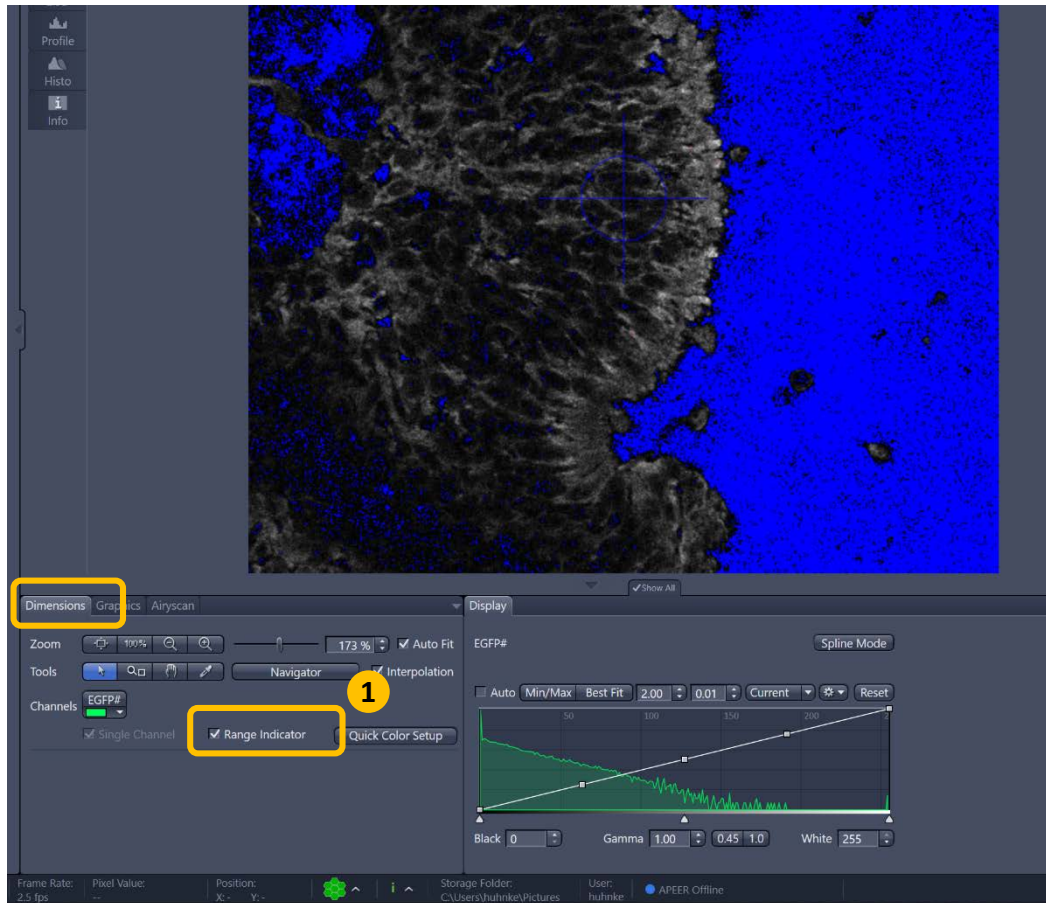 Profile
Histo
i
Info
Show All
Dimensions Graphics Airyscan
Display
Zoom 100% 173 % Auto Fit
EGFP# Spline Mode
Tools Navigator Interpolation
1
Auto Min/Max Best Fit 2.00 0.01 Current Reset
Channels EGFP#
50 100 150 200 2
Single Channel Range Indicator Quick Color Setup
Black 0 Gamma 1.00 0.45 1.0 White 255
Frame Rate: Pixel Value: Position: i Storage Folder: User: APEER Offline
2.5 fps -- X: - Y: - C:\Users\huhnke\Pictures huhnke